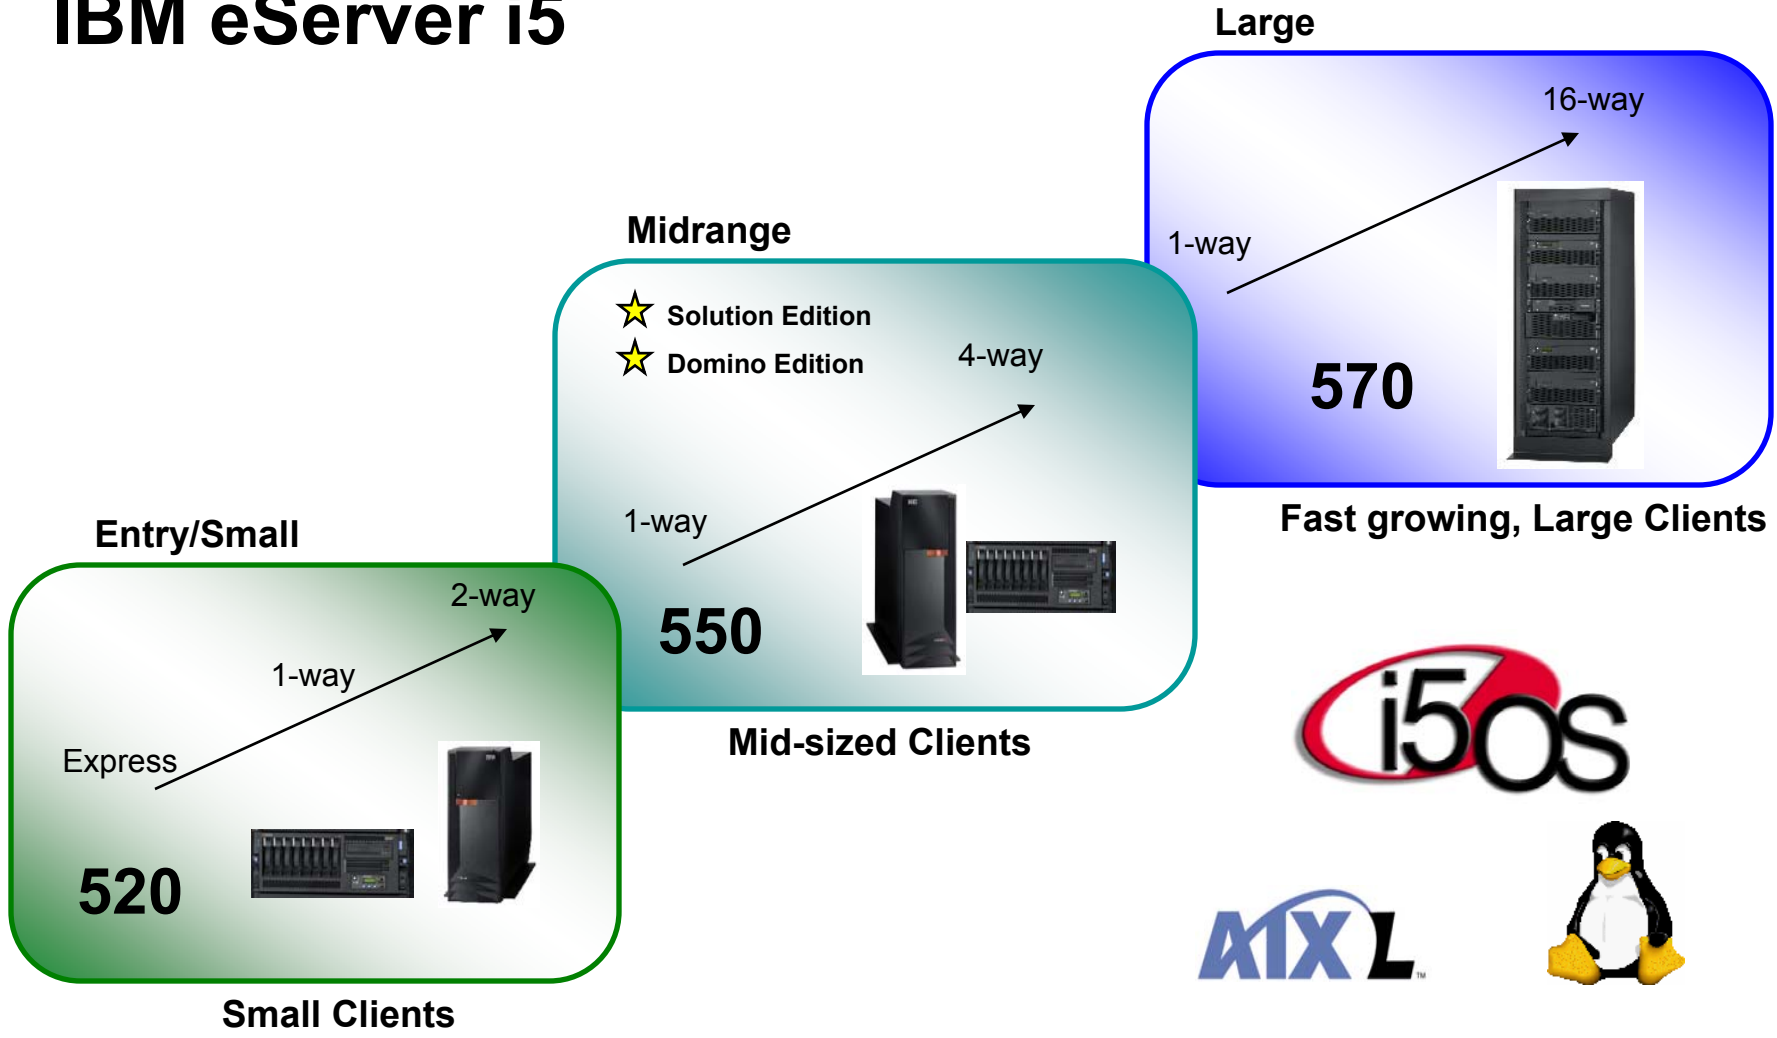 IBM eServer i5
Large
16-way
1-way
570
Fast growing, Large Clients
Midrange
Solution Edition
Domino Edition
4-way
1-way
550
Mid-sized Clients
Entry/Small
2-way
1-way
Express
520
Small Clients
i5OS
AIX L
TM